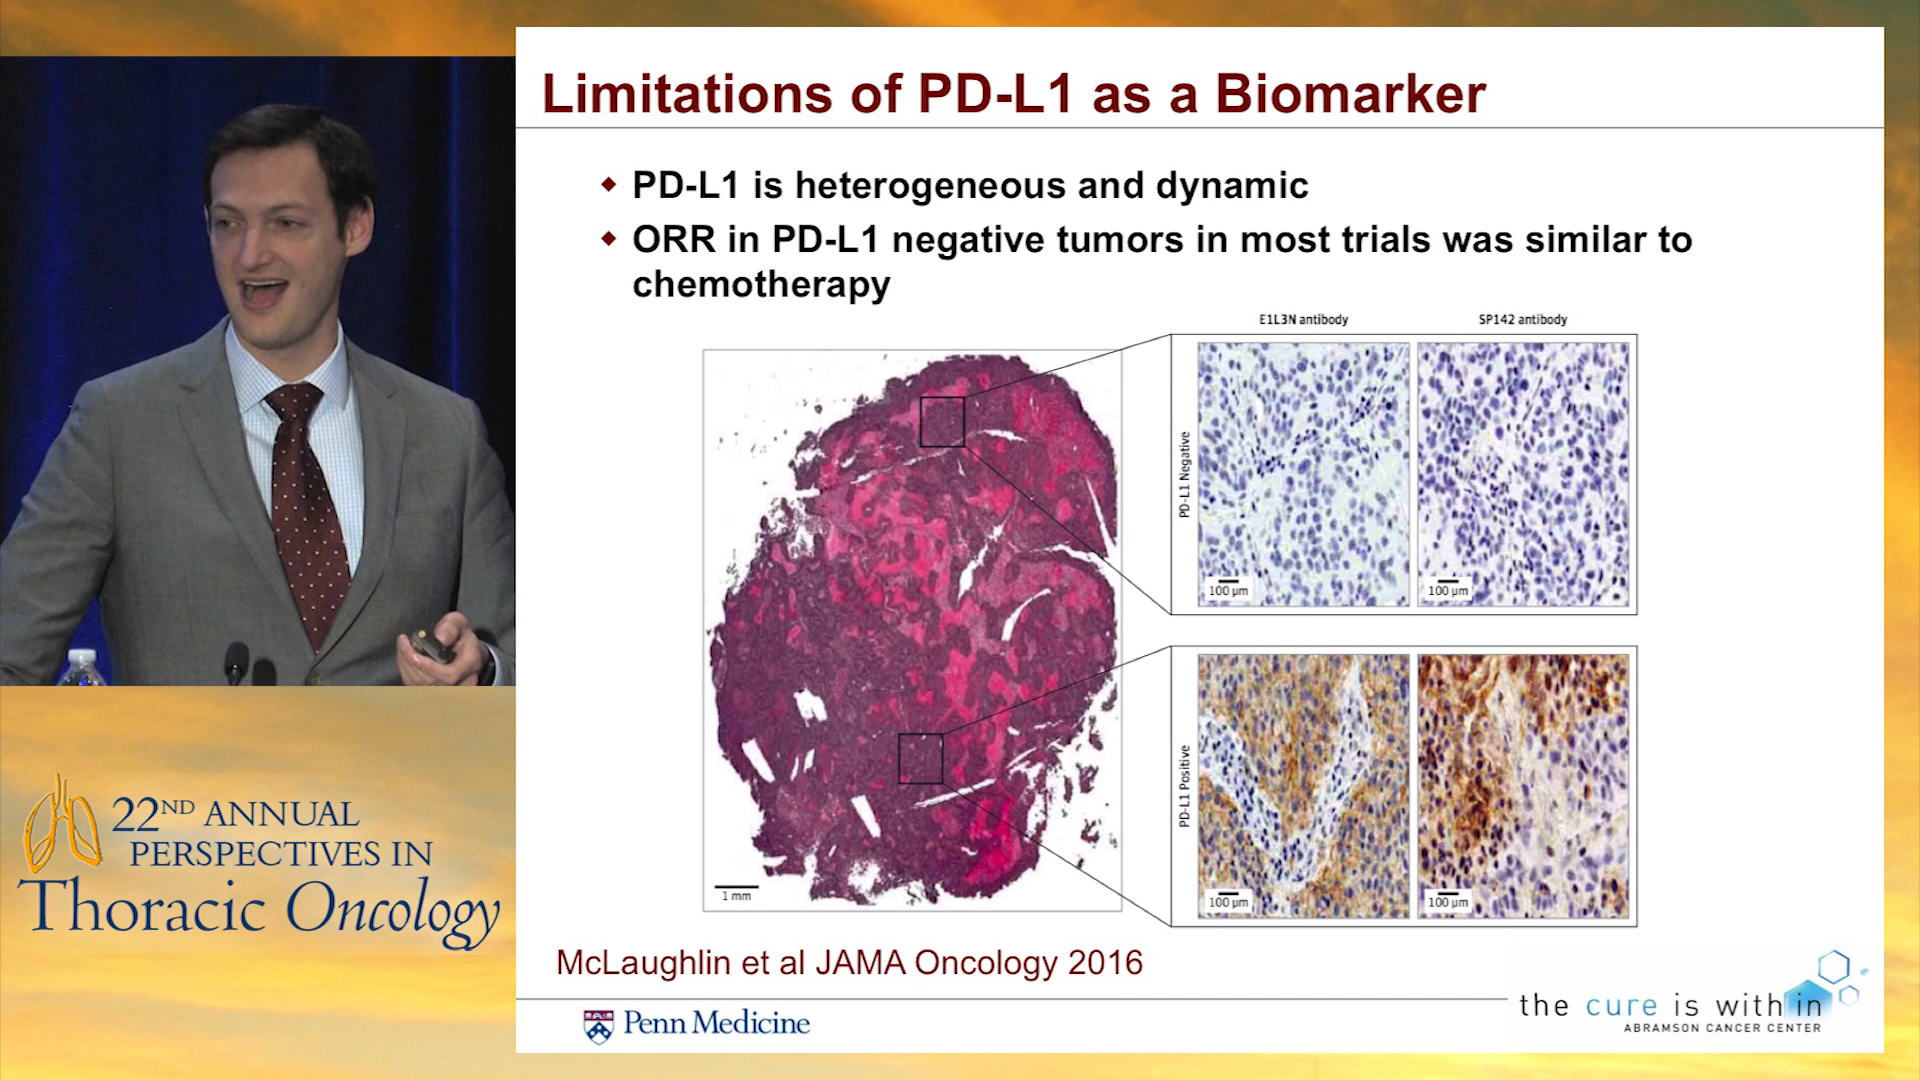 Limitations of PD-L1 as a Biomarker
PD-L1 is heterogeneous and dynamic
ORR in PD-L1 negative tumors in most trials was similar to
chemotherapy
E1L3N antibody
SP142 antibody
PD-L1 Negative
100 µm
100 µm
PD-L1 Positive
100 µm
100 µm
1 mm
McLaughlin et al JAMA Oncology 2016
Penn Medicine
the cure is within
ABRAMSON CANCER CENTER
22ND ANNUAL
PERSPECTIVES IN
Thoracic Oncology